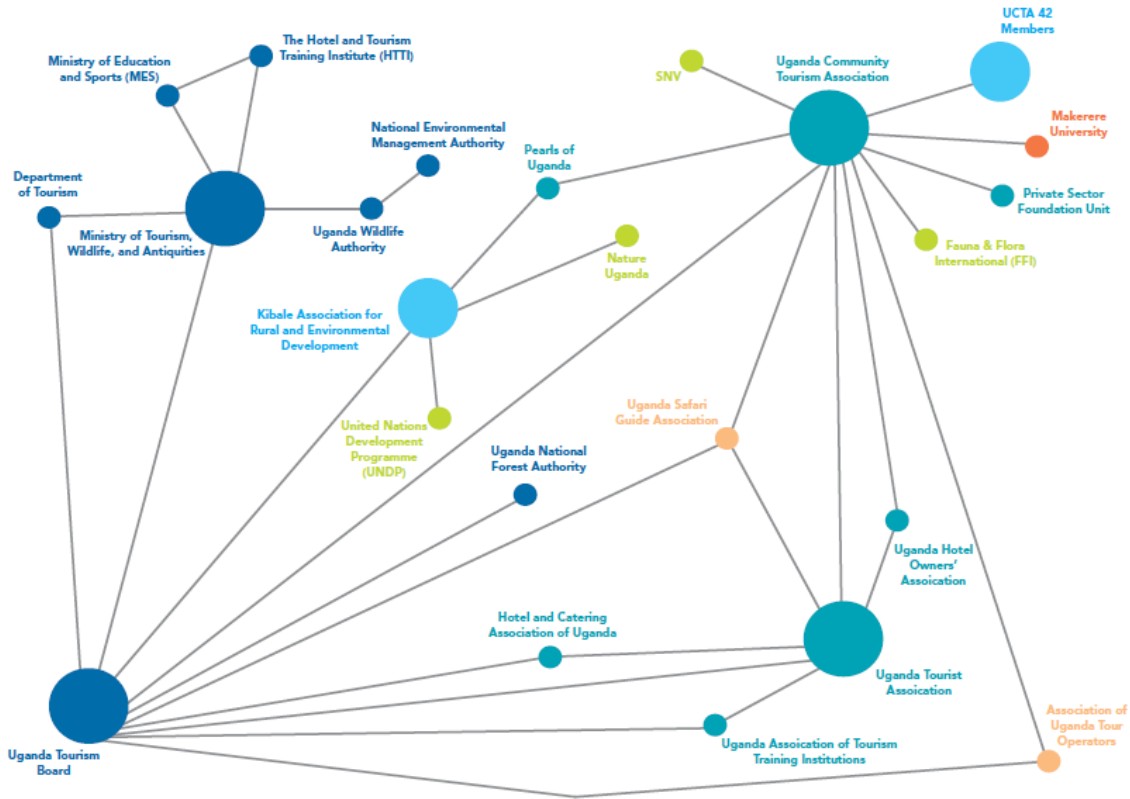 UCTA 42
Members
The Hotel and Tourism
Training Institute (HTTI)
Ministry of Education
and Sports (MES)
SNV
Uganda Community
Tourism Association
Makerere
University
National Environmental
Management Authority
Pearls of
Uganda
Department
of Tourism
Private Sector
Foundation Unit
Ministry of Tourism,
Wildlife, and Antiquities
Uganda Wildlife
Authority
Nature
Uganda
Fauna & Flora
International (FFI)
Kibale Association for
Rural and Environmental
Development
Uganda Safari
Guide Association
United Nations
Development
Programme
(UNDP)
Uganda National
Forest Authority
Uganda Hotel
Owners'
Assoication
Hotel and Catering
Association of Uganda
Uganda Tourist
Assoication
Association of
Uganda Tour
Operators
Uganda Tourism
Board
Uganda Assoication of Tourism
Training Institutions